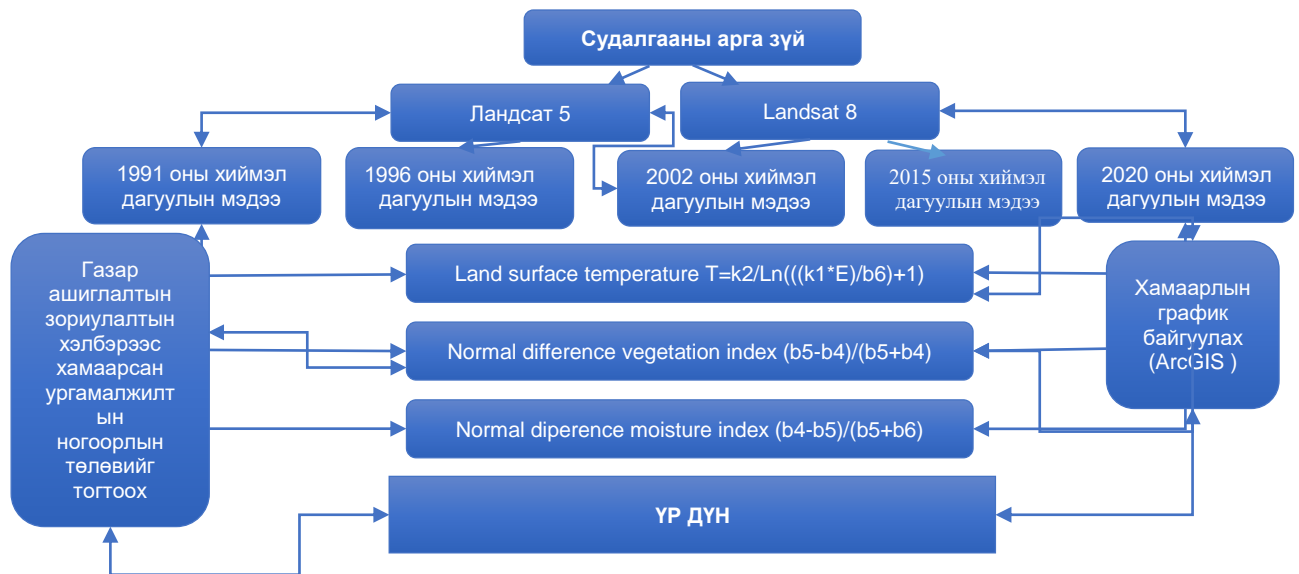 Судалгааны арга зүй
Ландсат 5
Landsat 8
1991 оны хиймэл
дагуулын мэдээ
1996 оны хиймэл
дагуулын мэдээ
2002 оны хиймэл
дагуулын мэдээ
2015 оны хиймэл
дагуулын мэдээ
2020 оны хиймэл
дагуулын мэдээ
Газар
ашиглалтын
зориулалтын
хэлбэрээс
хамаарсан
ургамалжилт
ын
ногоорлын
төлөвийг
тогтоох
Land surface temperature T=k2/Ln(((k1*E)/b6)+1)
Normal difference vegetation index (b5-b4)/(b5+b4)
Normal diperence moisture index (b4-b5)/(b5+b6)
Хамаарлын
график
байгуулах
(ArcGIS )
ҮР ДҮН